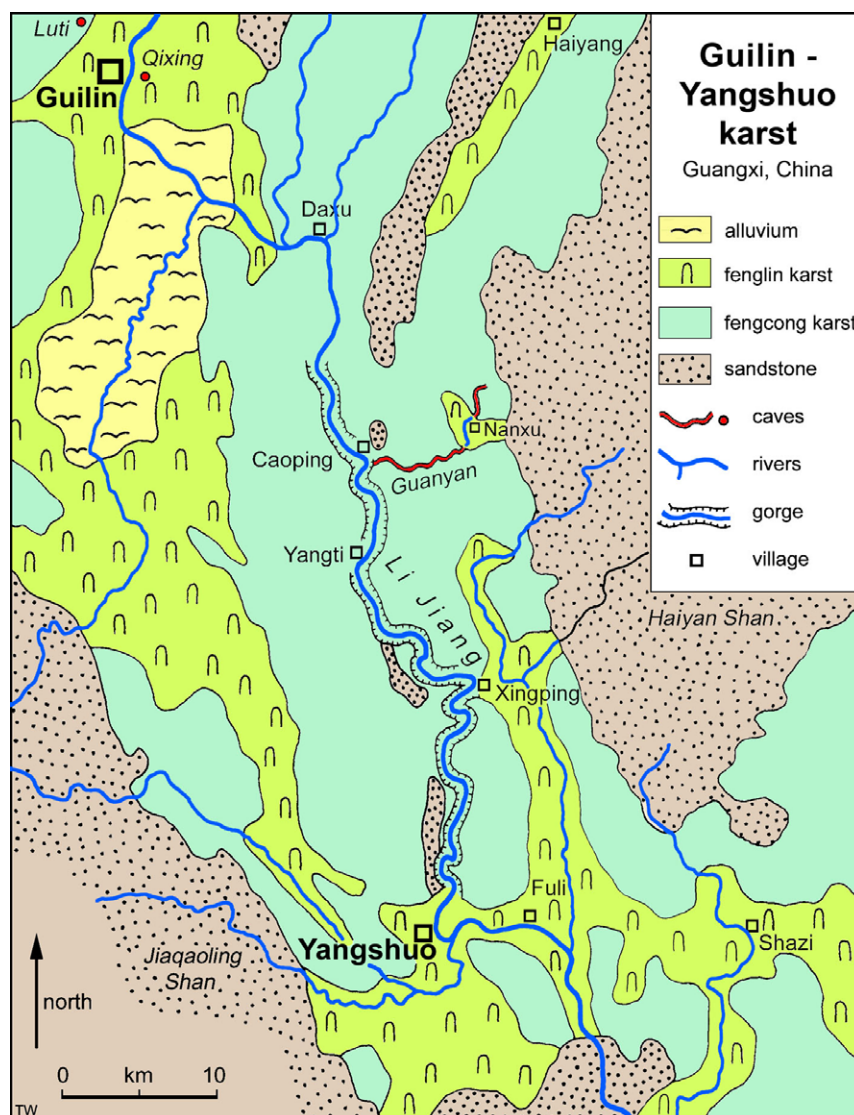 Luti
Qixing
Guilin
Haiyang
Daxu
Caoping
Nanxu
Guanyan
Yangti
Li Jiang
Xingping
Haiyan Shan
Fuli
Yangshuo
Shazi
Jiaqaoling
Shan
north
0 km 10
TW
Guilin -
Yangshuo
karst
Guangxi, China
alluvium
fenglin karst
fengcong karst
sandstone
caves
rivers
gorge
village